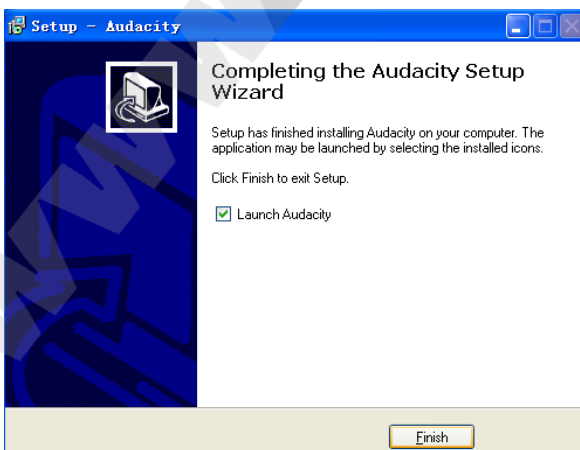 Setup - Audacity
Completing the Audacity Setup
Wizard
Setup has finished installing Audacity on your computer. The
application may be launched by selecting the installed icons.
Click Finish to exit Setup.
Launch Audacity
Finish